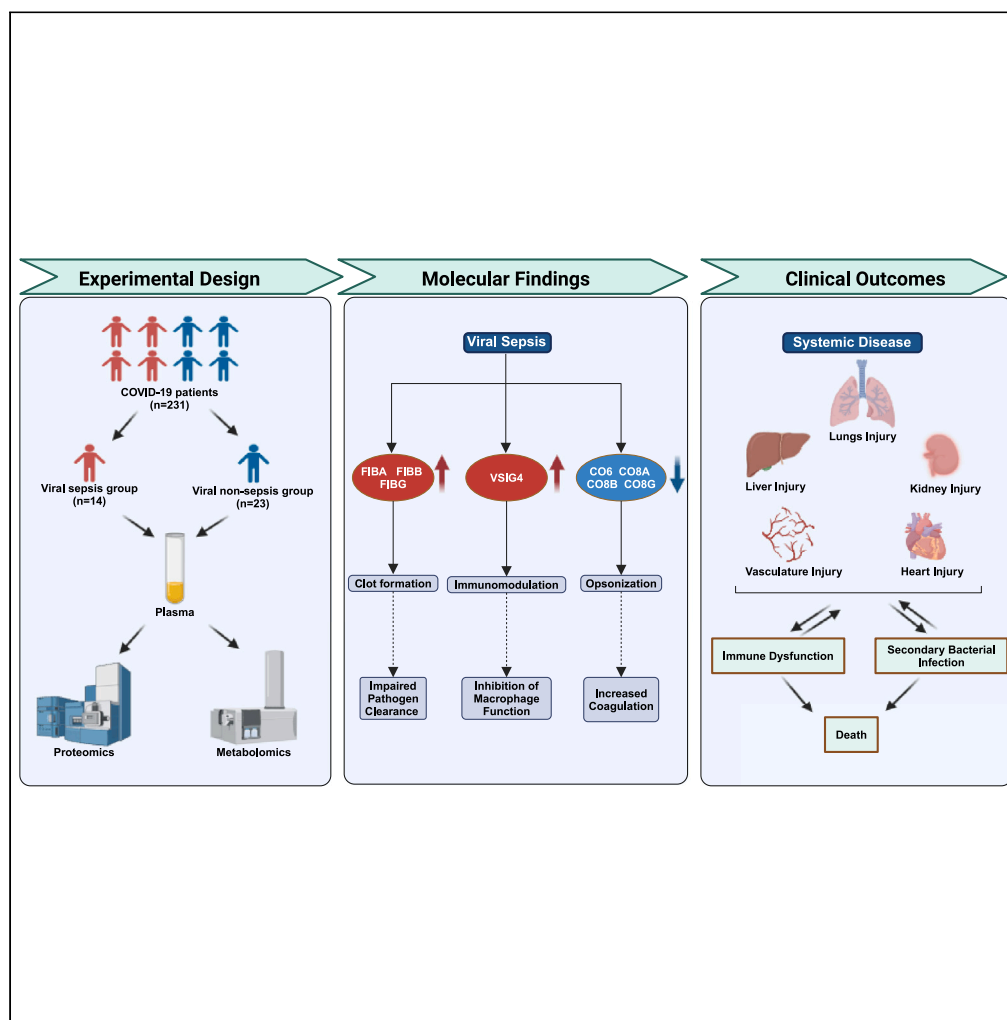 Experimental Design
COVID-19 patients
(n=231)
Viral sepsis group
(n=14)
Viral non-sepsis group
(n=23)
Plasma
Proteomics
Metabolomics
Molecular Findings
Viral Sepsis
FIBA FIBB
FIBG
VSIG4
CO6 CO8A
CO8B CO8G
Clot formation
Immunomodulation
Opsonization
Impaired
Pathogen
Clearance
Inhibition of
Macrophage
Function
Increased
Coagulation
Clinical Outcomes
Systemic Disease
Lungs Injury
Liver Injury
Kidney Injury
Vasculature Injury
Heart Injury
Immune Dysfunction
Secondary Bacterial
Infection
Death